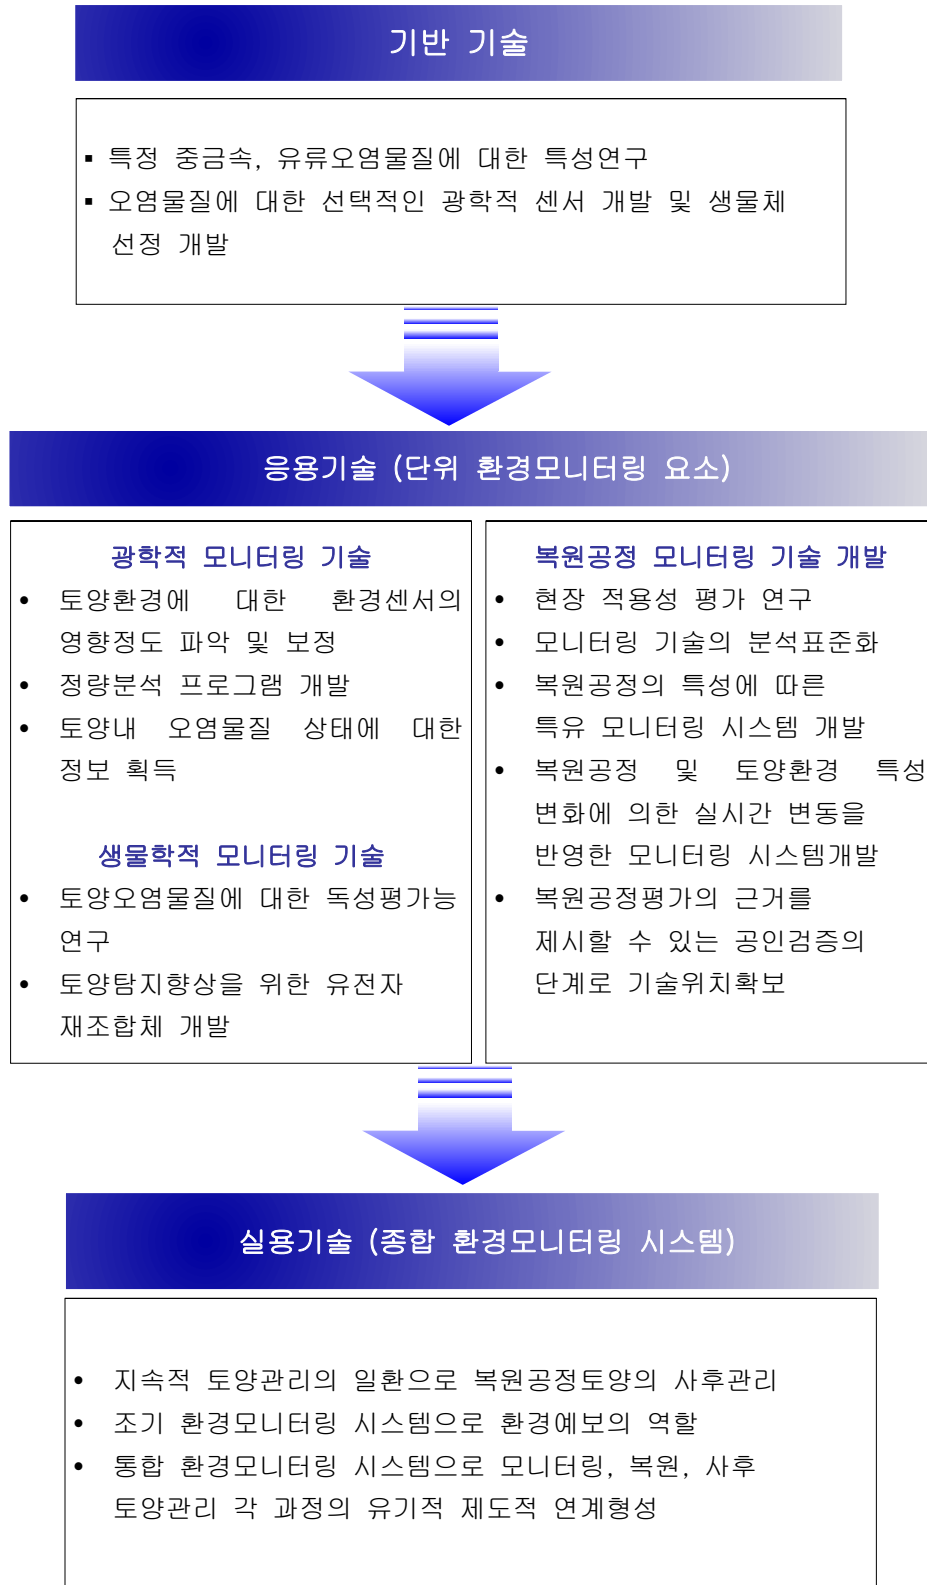 기반 기술
▪ 특정 중금속, 유류오염물질에 대한 특성연구
▪ 오염물질에 대한 선택적인 광학적 센서 개발 및 생물체
선정 개발
응용기술 (단위 환경모니터링 요소)
광학적 모니터링 기술
• 토양환경에 대한 환경센서의
영향정도 파악 및 보정
• 정량분석 프로그램 개발
• 토양내 오염물질 상태에 대한
정보 획득
생물학적 모니터링 기술
• 토양오염물질에 대한 독성평가능
연구
• 토양탐지향상을 위한 유전자
재조합체 개발
복원공정 모니터링 기술 개발
• 현장 적용성 평가 연구
• 모니터링 기술의 분석표준화
• 복원공정의 특성에 따른
특유 모니터링 시스템 개발
• 복원공정 및 토양환경 특성
변화에 의한 실시간 변동을
반영한 모니터링 시스템개발
• 복원공정평가의 근거를
제시할 수 있는 공인검증의
단계로 기술위치확보
실용기술 (종합 환경모니터링 시스템)
• 지속적 토양관리의 일환으로 복원공정토양의 사후관리
• 조기 환경모니터링 시스템으로 환경예보의 역할
• 통합 환경모니터링 시스템으로 모니터링, 복원, 사후
토양관리 각 과정의 유기적 제도적 연계형성